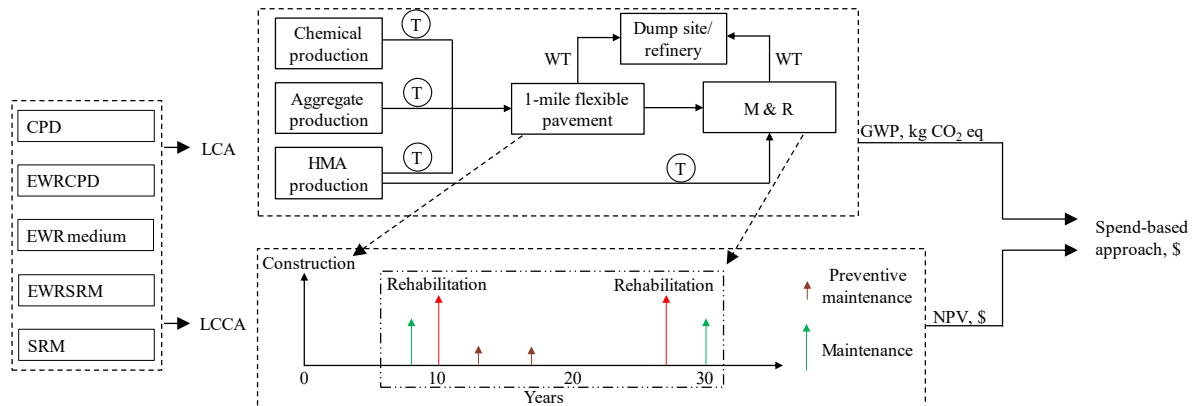 CPD
EWRCPD
EWR medium
EWRSRM
SRM
LCA
LCCA
Chemical
production
Aggregate
production
HMA
production
T
T
T
T
1-mile flexible
pavement
WT
Dump site/
refinery
WT
M & R
GWP, kg CO₂ eq
Construction
Rehabilitation
Rehabilitation
0
10
20
30
Years
Preventive
maintenance
Maintenance
NPV, $
Spend-based
approach, $